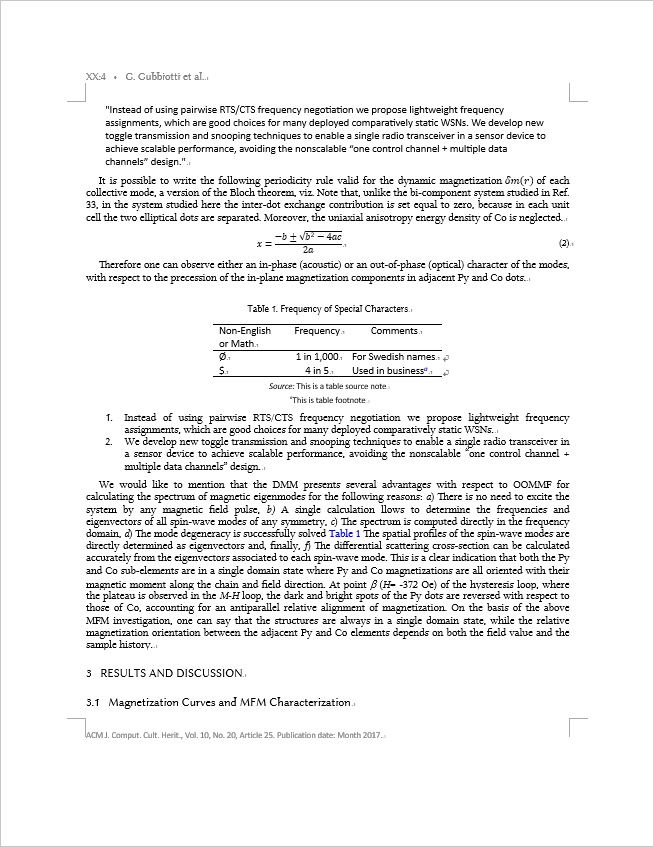 XX:4 • G. Gubbiotti et al.
"Instead of using pairwise RTS/CTS frequency negotiation we propose lightweight frequency
assignments, which are good choices for many deployed comparatively static WSNs. We develop new
toggle transmission and snooping techniques to enable a single radio transceiver in a sensor device to
achieve scalable performance, avoiding the nonscalable “one control channel + multiple data
channels” design."
It is possible to write the following periodicity rule valid for the dynamic magnetization δm(r) of each
collective mode, a version of the Bloch theorem, viz. Note that, unlike the bi-component system studied in Ref.
33, in the system studied here the inter-dot exchange contribution is set equal to zero, because in each unit
cell the two elliptical dots are separated. Moreover, the uniaxial anisotropy energy density of Co is neglected.
x = (−b ± √(b² − 4ac)) / 2a (2)
Therefore one can observe either an in-phase (acoustic) or an out-of-phase (optical) character of the modes,
with respect to the precession of the in-plane magnetization components in adjacent Py and Co dots.
Table 1. Frequency of Special Characters
Non-English Frequency Comments
or Math
Ø 1 in 1,000 For Swedish names
$ 4 in 5 Used in businessᵃ
Source: This is a table source note
ᵃThis is table footnote
1. Instead of using pairwise RTS/CTS frequency negotiation we propose lightweight frequency
assignments, which are good choices for many deployed comparatively static WSNs.
2. We develop new toggle transmission and snooping techniques to enable a single radio transceiver in
a sensor device to achieve scalable performance, avoiding the nonscalable “one control channel +
multiple data channels” design.
We would like to mention that the DMM presents several advantages with respect to OOMMF for
calculating the spectrum of magnetic eigenmodes for the following reasons: a) There is no need to excite the
system by any magnetic field pulse, b) A single calculation llows to determine the frequencies and
eigenvectors of all spin-wave modes of any symmetry, c) The spectrum is computed directly in the frequency
domain, d) The mode degeneracy is successfully solved Table 1 The spatial profiles of the spin-wave modes are
directly determined as eigenvectors and, finally, f) The differential scattering cross-section can be calculated
accurately from the eigenvectors associated to each spin-wave mode. This is a clear indication that both the Py
and Co sub-elements are in a single domain state where Py and Co magnetizations are all oriented with their
magnetic moment along the chain and field direction. At point β (H= -372 Oe) of the hysteresis loop, where
the plateau is observed in the M-H loop, the dark and bright spots of the Py dots are reversed with respect to
those of Co, accounting for an antiparallel relative alignment of magnetization. On the basis of the above
MFM investigation, one can say that the structures are always in a single domain state, while the relative
magnetization orientation between the adjacent Py and Co elements depends on both the field value and the
sample history.
3 RESULTS AND DISCUSSION
3.1 Magnetization Curves and MFM Characterization
ACM J. Comput. Cult. Herit., Vol. 10, No. 20, Article 25. Publication date: Month 2017.